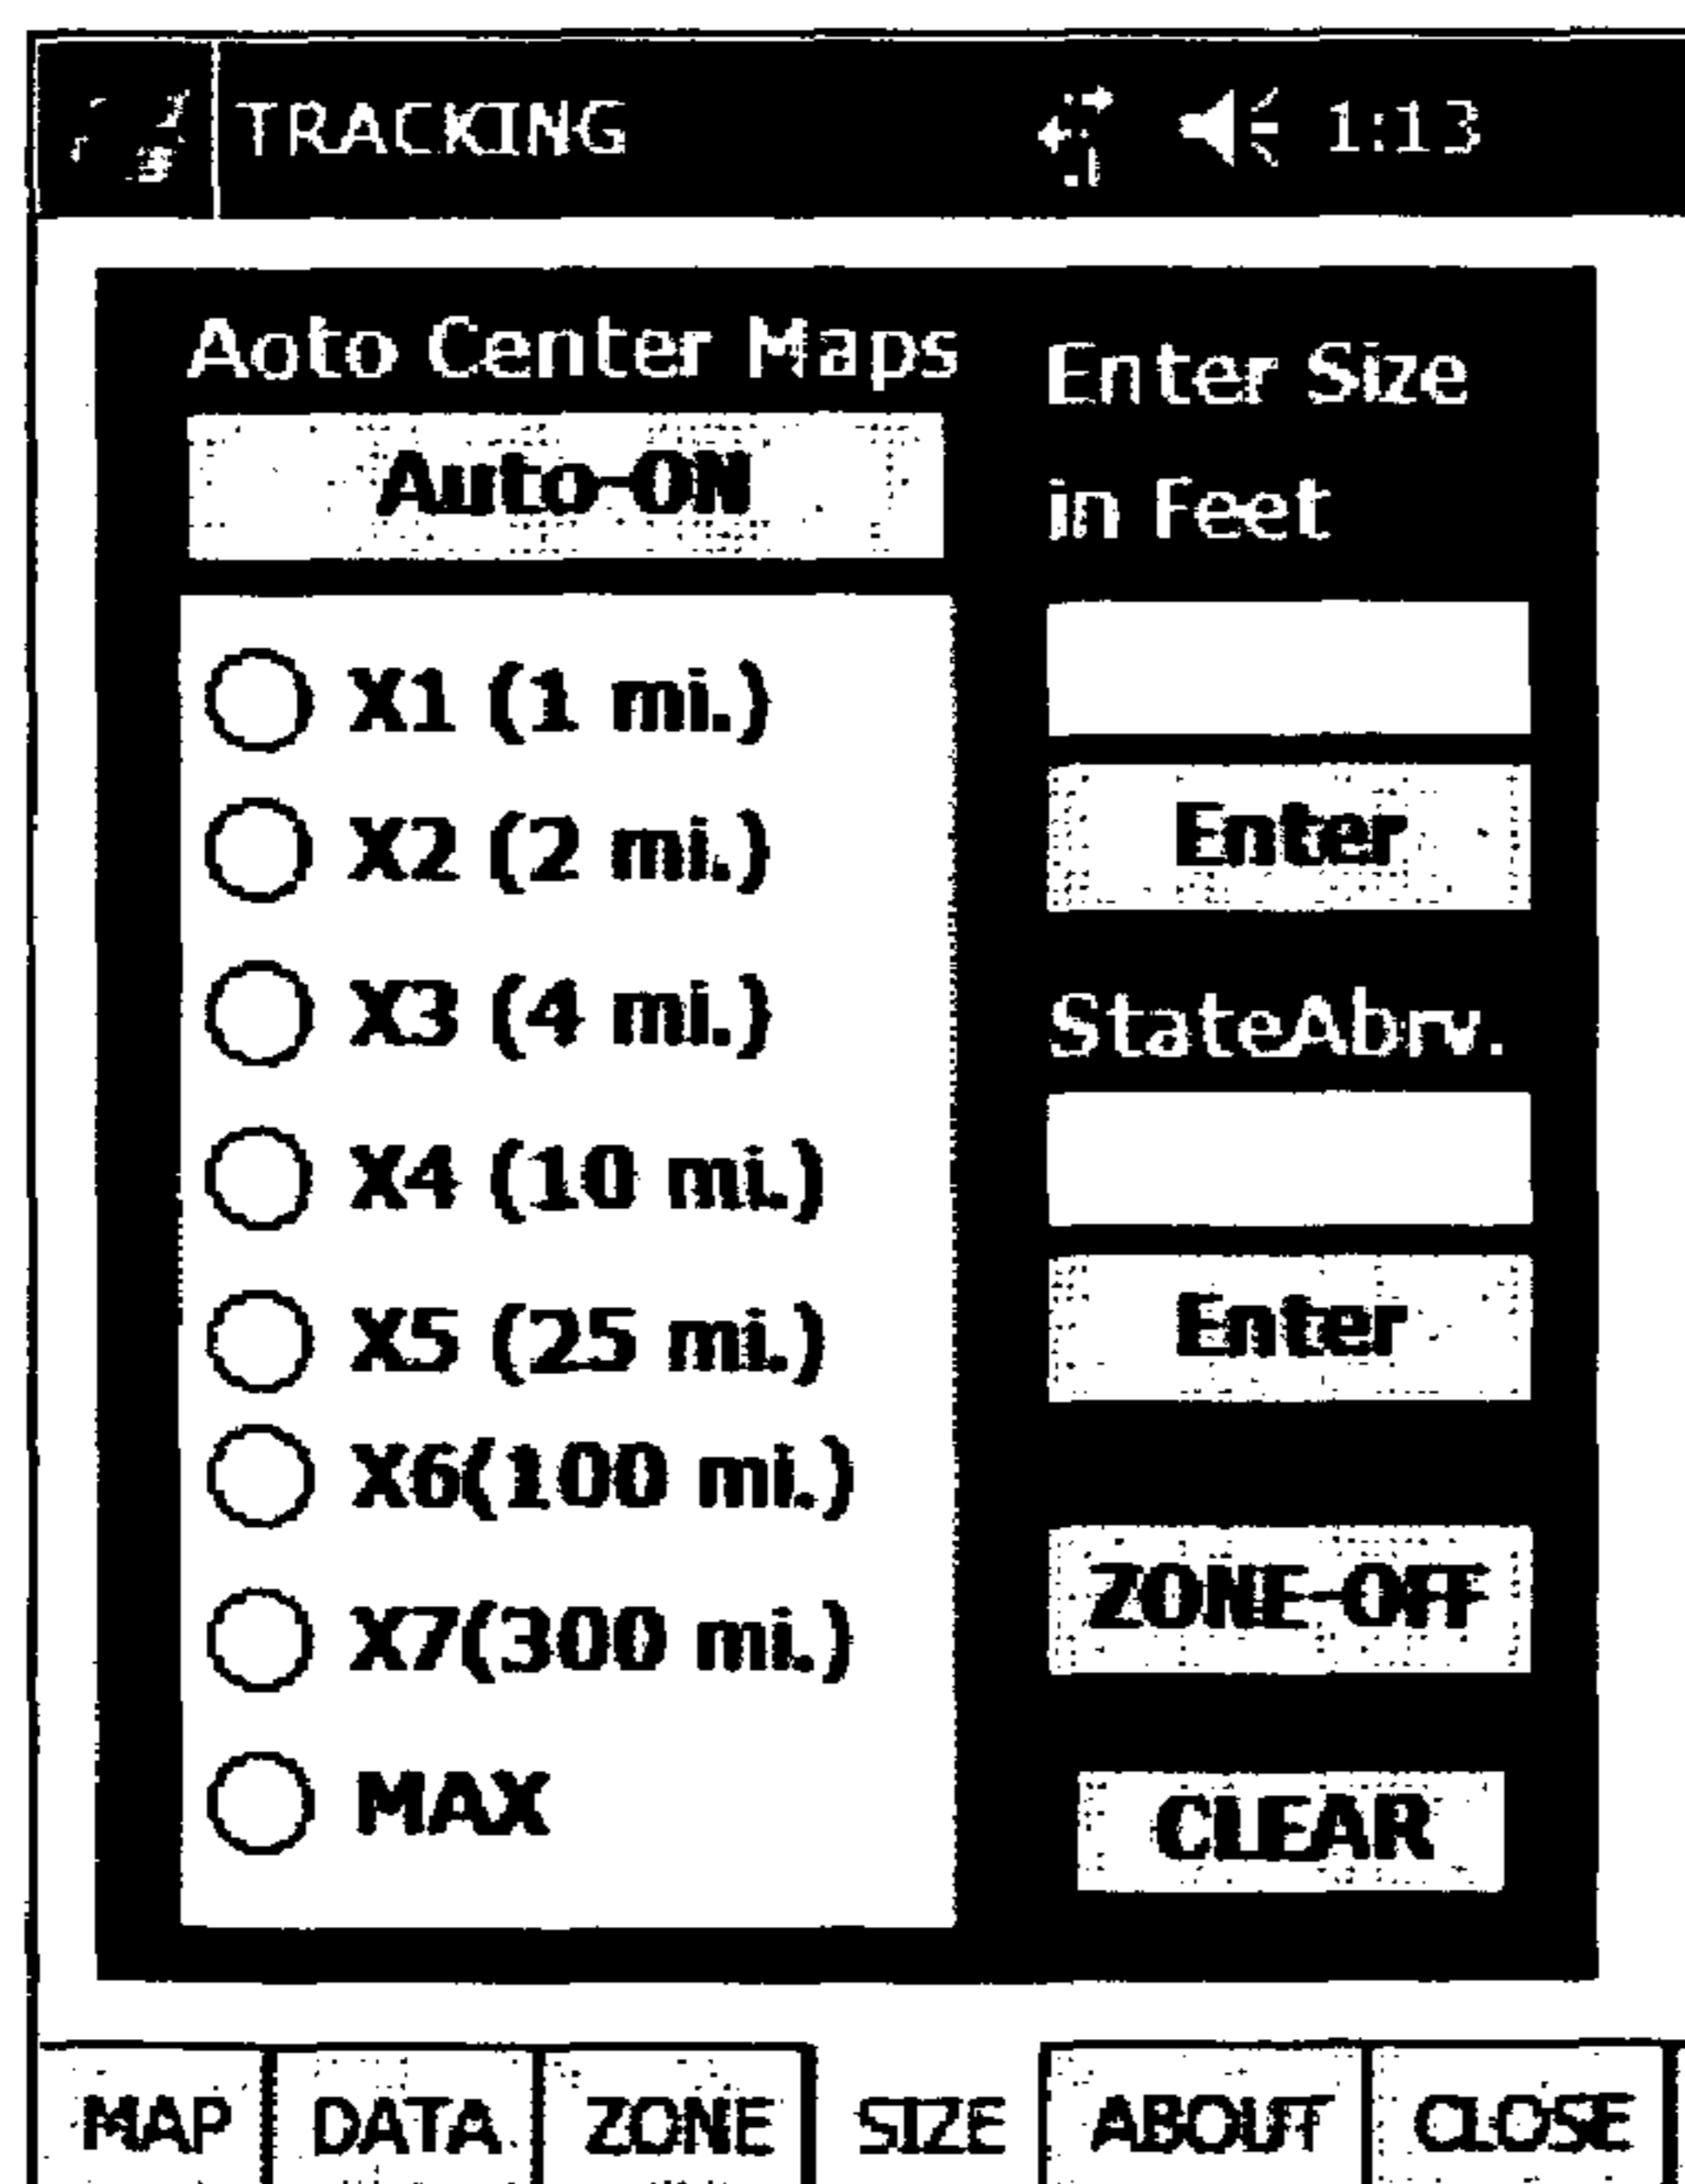 TRACKING 1:13
Aoto Center Maps
Auto-ON
X1 (1 mi.)
X2 (2 mi.)
X3 (4 mi.)
X4 (10 mi.)
X5 (25 mi.)
X6(100 mi.)
X7(300 mi.)
MAX
Enter Size
in Feet
Enter
StateAbrv.
Enter
ZONE-OFF
CLEAR
MAP DATA ZONE SIZE ABOUT CLOSE